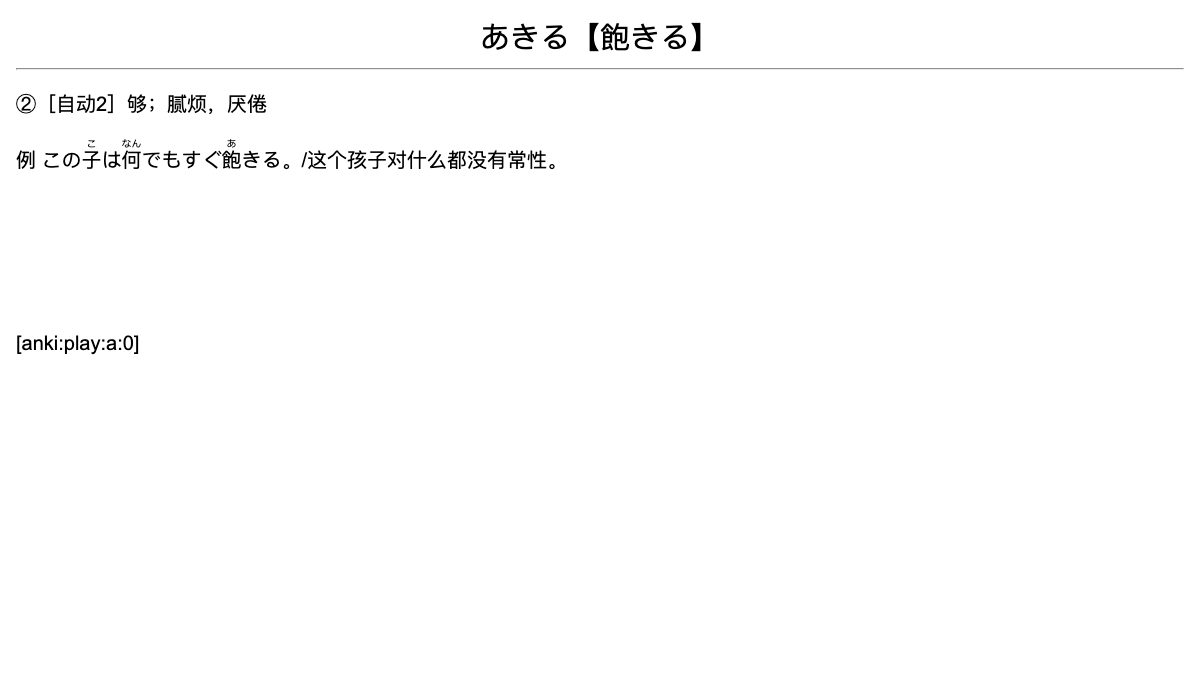 あきる【飽きる】
②［自动2］够；腻烦，厌倦
例 この子(こ)は何(なん)でもすぐ飽(あ)きる。/这个孩子对什么都没有常性。
[anki:play:a:0]